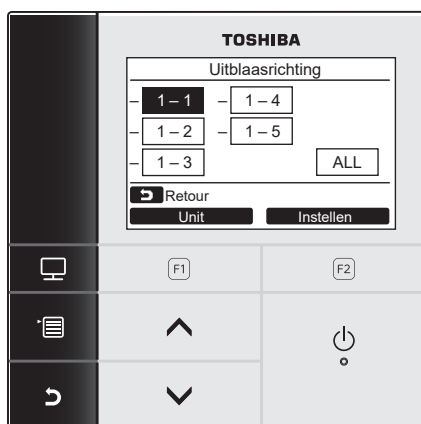 TOSHIBA
Uitblaasrichting
– 1 – 1 – 1 – 4
– 1 – 2 – 1 – 5
– 1 – 3 ALL
Retour
Unit Instellen
F1 F2